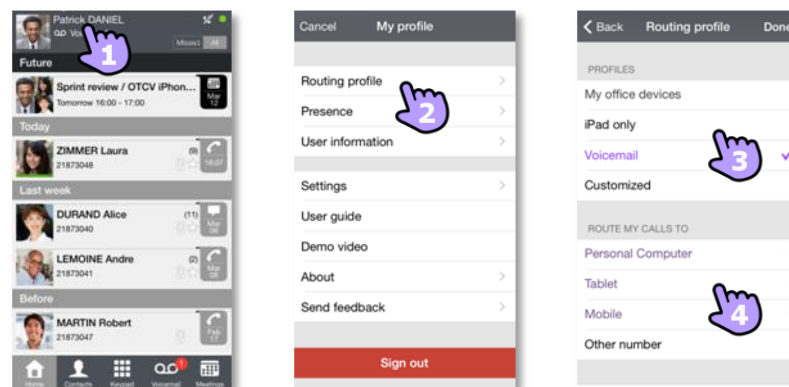 Patrick DANIEL
1
Missed All
Future
Sprint review / OTCV iPhon...
Tomorrow 16:00 - 17:00
Mar
12
Today
ZIMMER Laura (9)
21873048
16:07
Last week
DURAND Alice (11)
21873040
Mar
06
LEMOINE Andre (2)
21873041
Mar
06
Before
MARTIN Robert
21873047
Feb
17
Home Contacts Keypad Voicemail Meetings
1
Cancel My profile
Routing profile
2
Presence
User information
Settings
User guide
Demo video
About
Send feedback
Sign out
Back Routing profile Done
PROFILES
My office devices
iPad only
Voicemail
3
Customized
ROUTE MY CALLS TO
Personal Computer
Tablet
Mobile
4
Other number